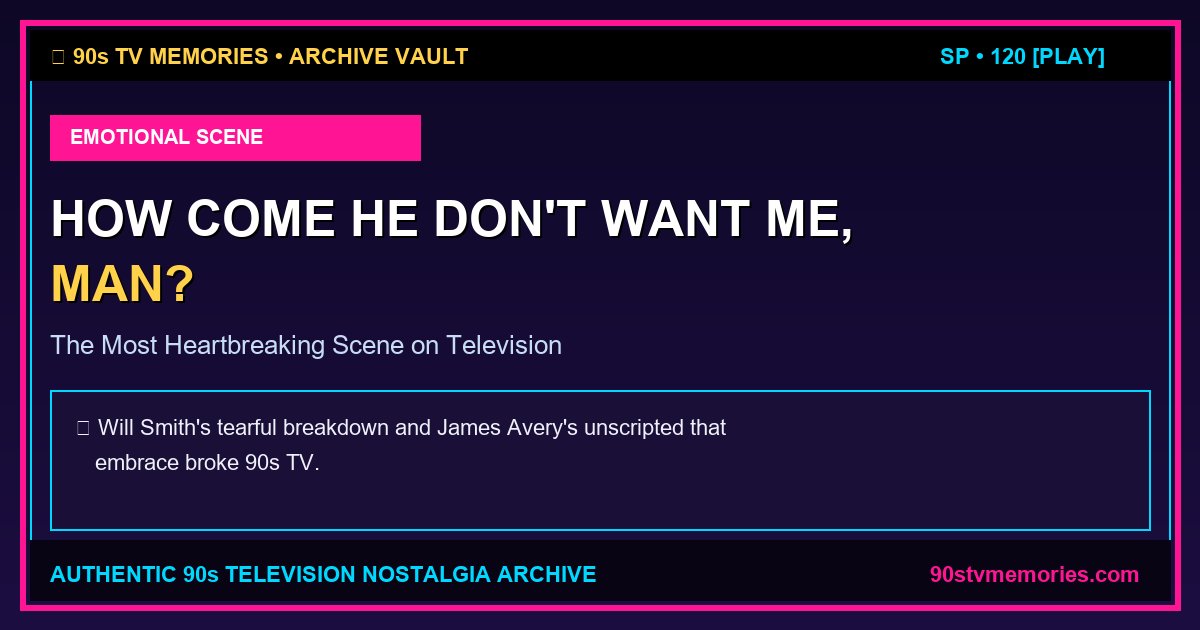 90s TV MEMORIES • ARCHIVE VAULT
SP • 120 [PLAY]
EMOTIONAL SCENE
HOW COME HE DON'T WANT ME,
MAN?
The Most Heartbreaking Scene on Television
Will Smith's tearful breakdown and James Avery's unscripted that
embrace broke 90s TV.
AUTHENTIC 90s TELEVISION NOSTALGIA ARCHIVE
90stvmemories.com